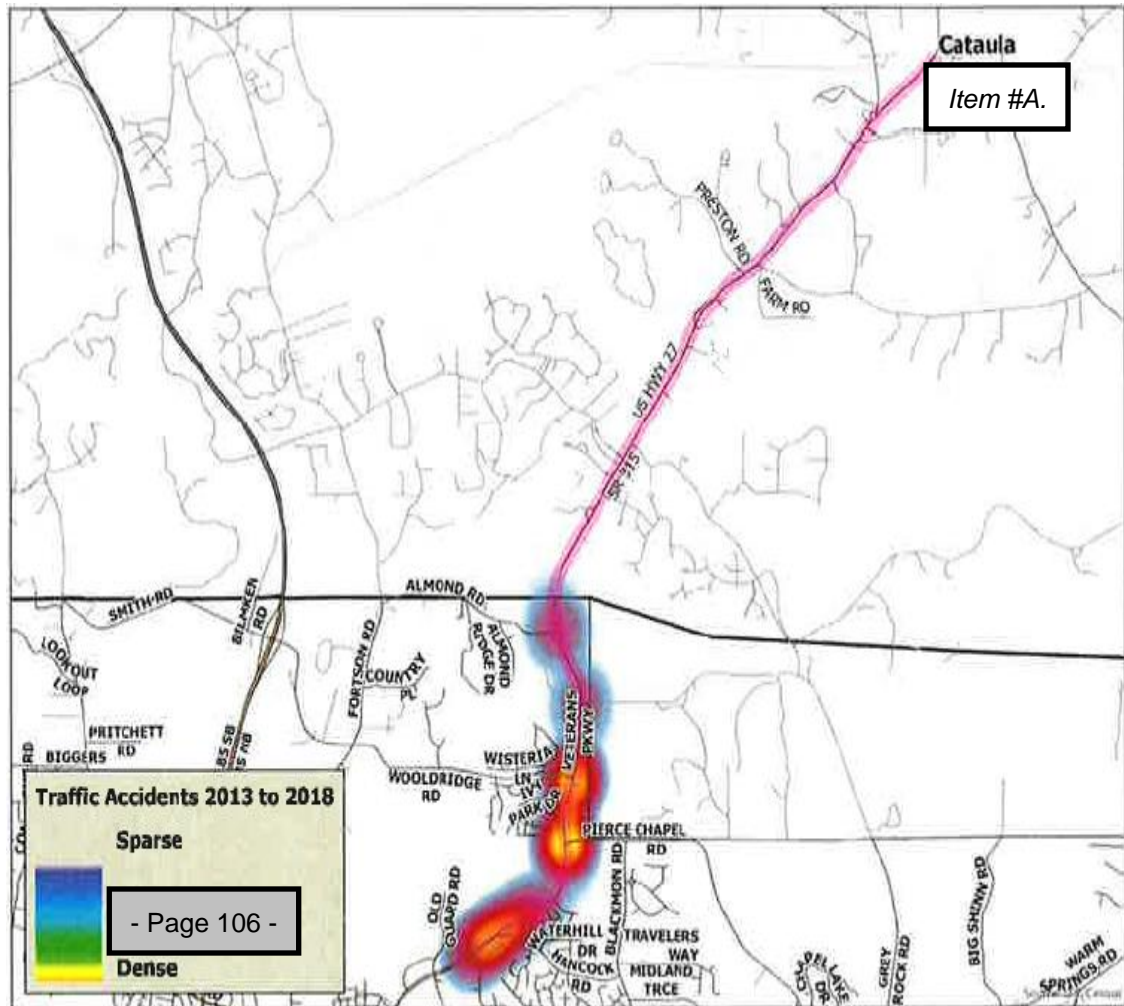 Cataula
Item #A.
PRESTON RD
FARM RD
US HWY 27
SR 315
SMITH RD
BILMKEN
RD
ALMOND RD
ALMOND
RIDGE DR
LOOKOUT
LOOP
FORTSON RD
COUNTRY
PL
PRITCHETT
RD
BIGGERS
RD
WISTERIA
LN
IVY
PARK DR
VETERANS
PKWY
WOOLDRIDGE
RD
PIERCE CHAPEL
RD
Traffic Accidents 2013 to 2018
Sparse
- Page 106 -
Dense
OLD
GUARD RD
WATERHILL
DR
HANCOCK
RD
BLACKMON RD
TRAVELERS
WAY
MIDLAND
TRCE
DR
GREY
ROCK RD
BIG SHINN RD
WARM
SPRINGS RD